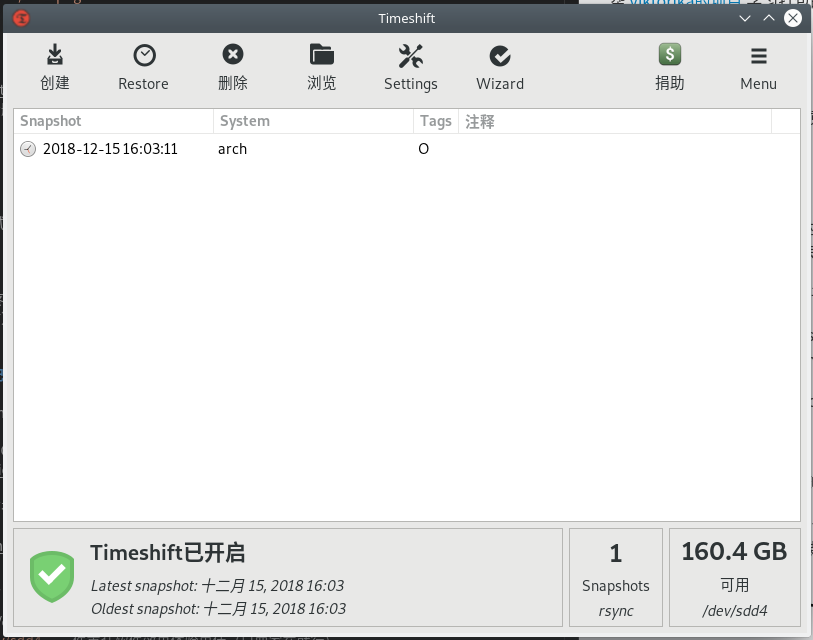 Timeshift
创建 Restore 删除 浏览 Settings Wizard 捐助 Menu
Snapshot System Tags 注释
2018-12-15 16:03:11 arch O
Timeshift已开启
Latest snapshot: 十二月 15, 2018 16:03
Oldest snapshot: 十二月 15, 2018 16:03
1
Snapshots
rsync
160.4 GB
可用
/dev/sdd4